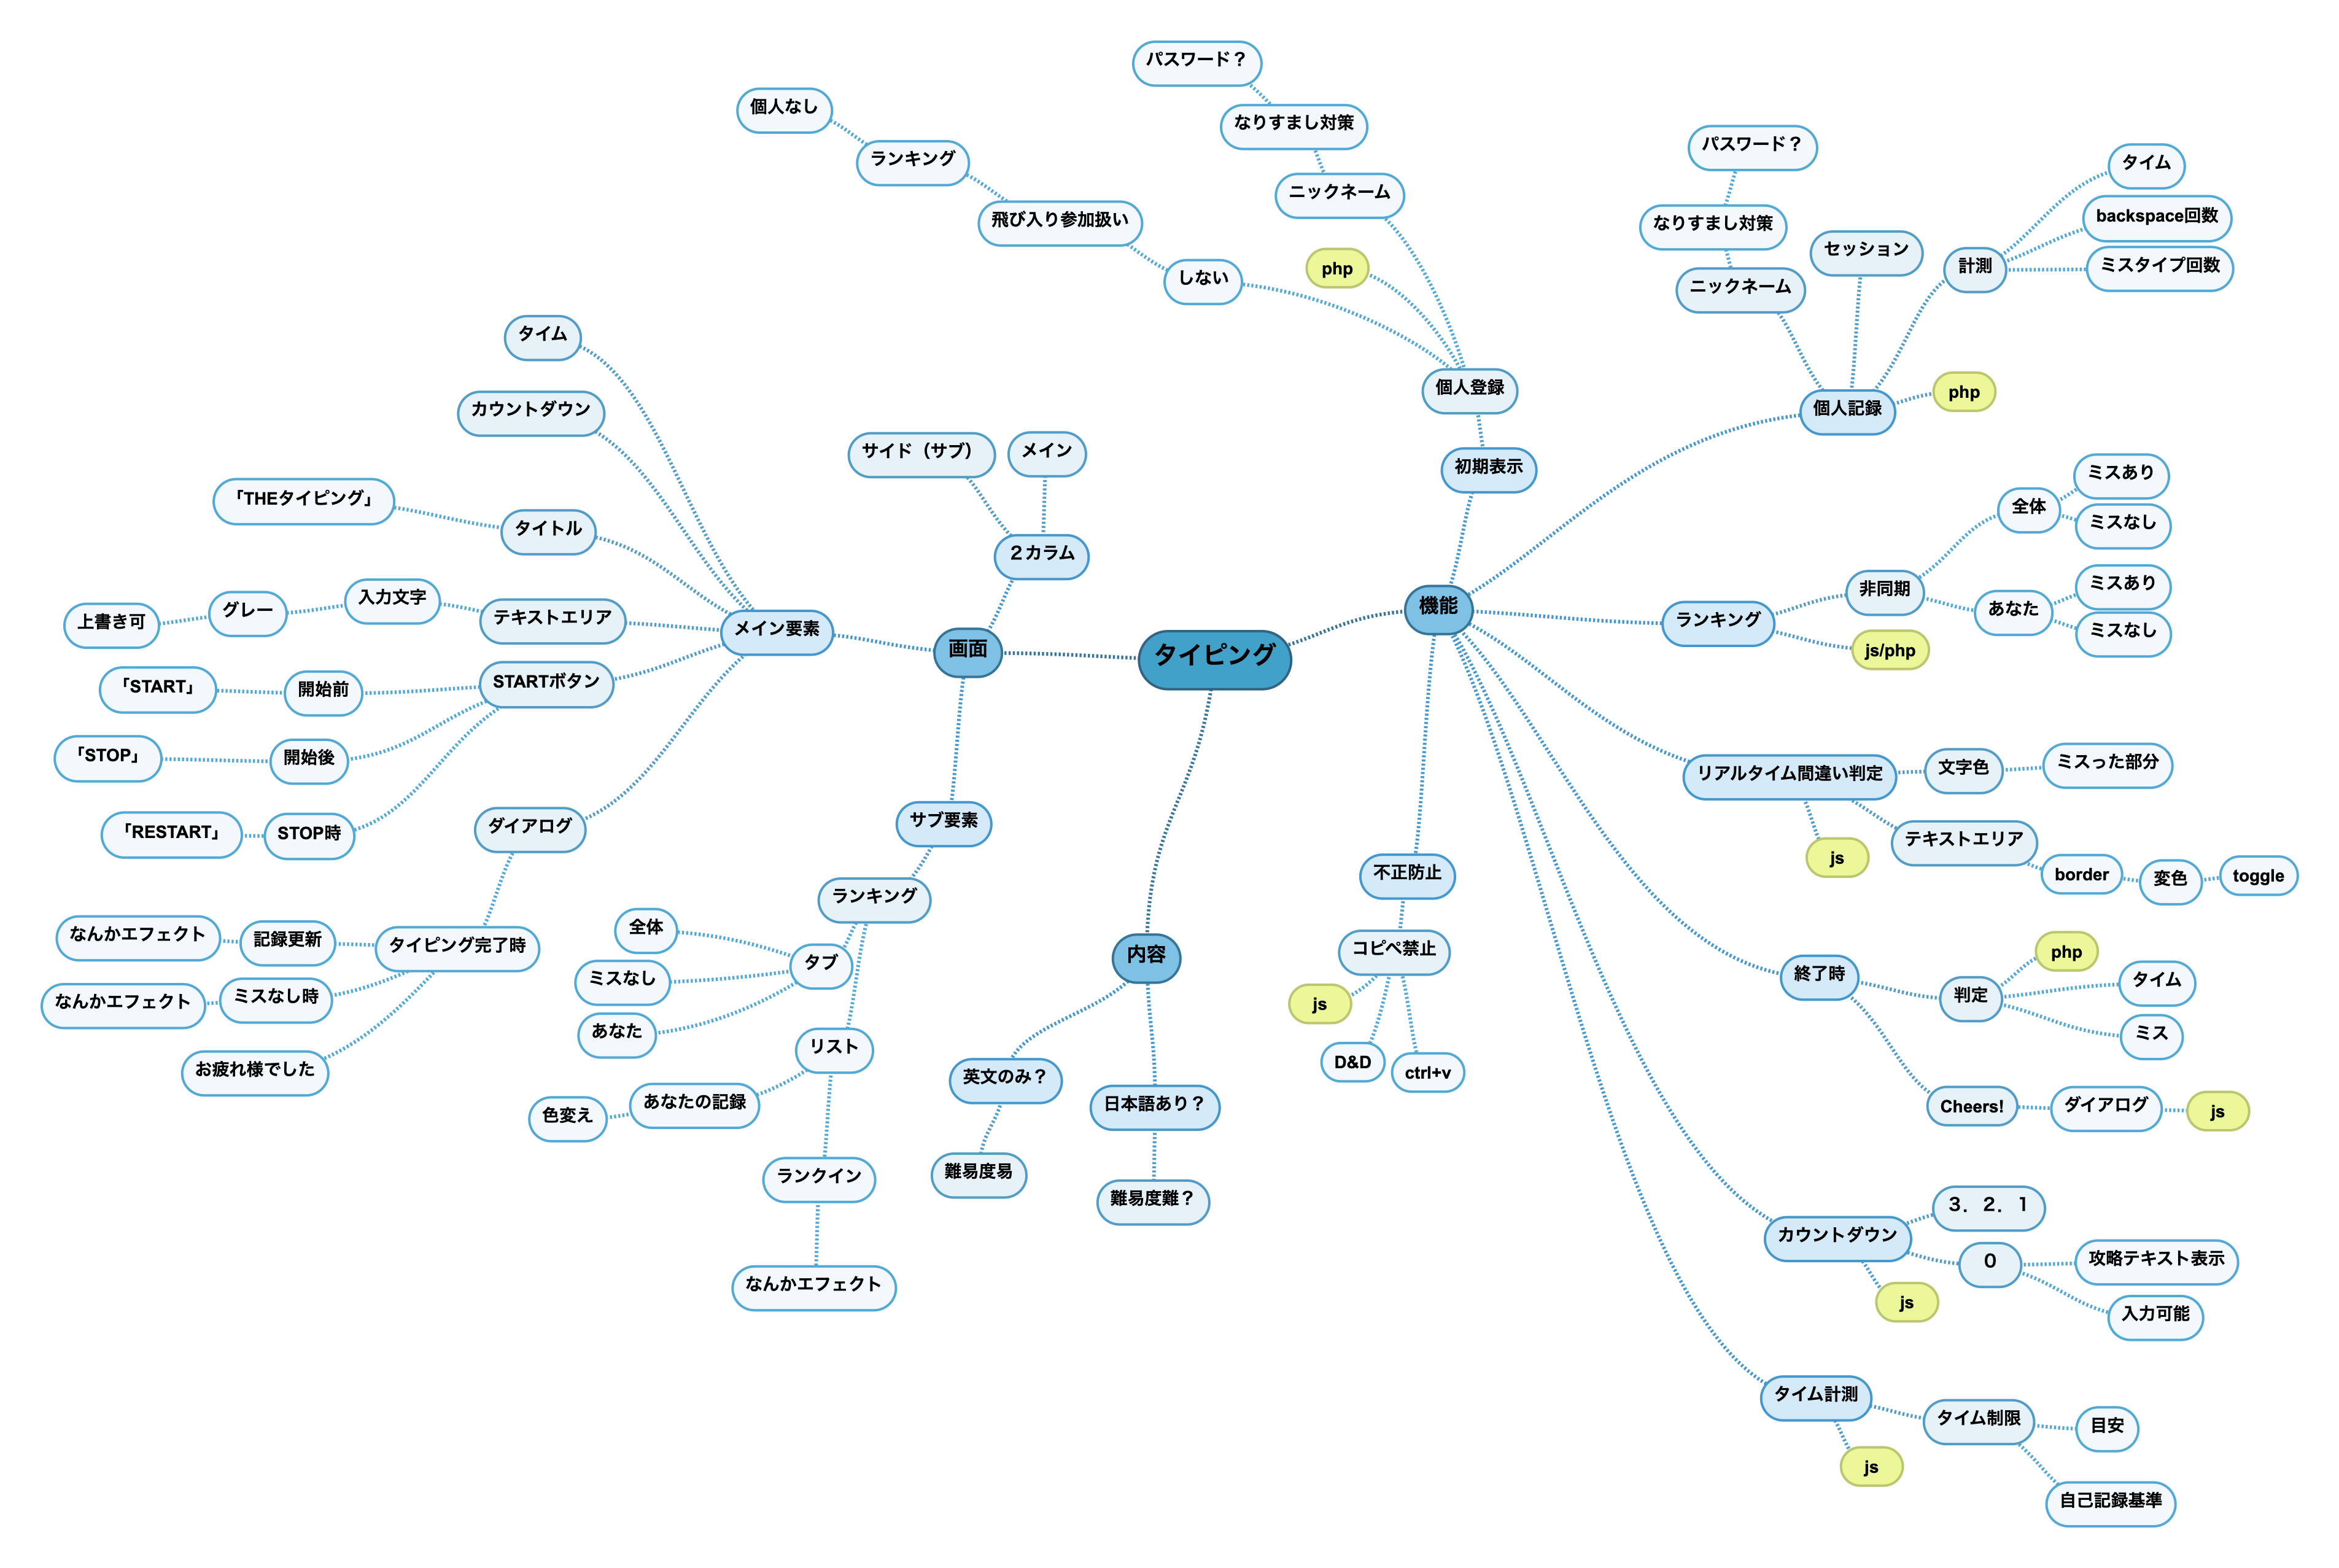 タイピング
画面
２カラム
サイド（サブ）
メイン
メイン要素
タイム
カウントダウン
タイトル
「THEタイピング」
テキストエリア
入力文字
グレー
上書き可
STARTボタン
開始前
「START」
開始後
「STOP」
STOP時
「RESTART」
ダイアログ
タイピング完了時
記録更新
なんかエフェクト
ミスなし時
なんかエフェクト
お疲れ様でした
サブ要素
ランキング
タブ
全体
ミスなし
あなた
リスト
あなたの記録
色変え
ランクイン
なんかエフェクト
内容
英文のみ？
難易度易
日本語あり？
難易度難？
機能
初期表示
個人登録
しない
飛び入り参加扱い
ランキング
個人なし
php
ニックネーム
なりすまし対策
パスワード？
個人記録
ニックネーム
なりすまし対策
パスワード？
セッション
計測
タイム
backspace回数
ミスタイプ回数
php
ランキング
非同期
全体
ミスあり
ミスなし
あなた
ミスあり
ミスなし
js/php
リアルタイム間違い判定
文字色
ミスった部分
テキストエリア
border
変色
toggle
js
不正防止
コピペ禁止
js
D&D
ctrl+v
終了時
判定
php
タイム
ミス
Cheers!
ダイアログ
js
カウントダウン
３．２．１
０
攻略テキスト表示
入力可能
js
タイム計測
タイム制限
目安
自己記録基準
js